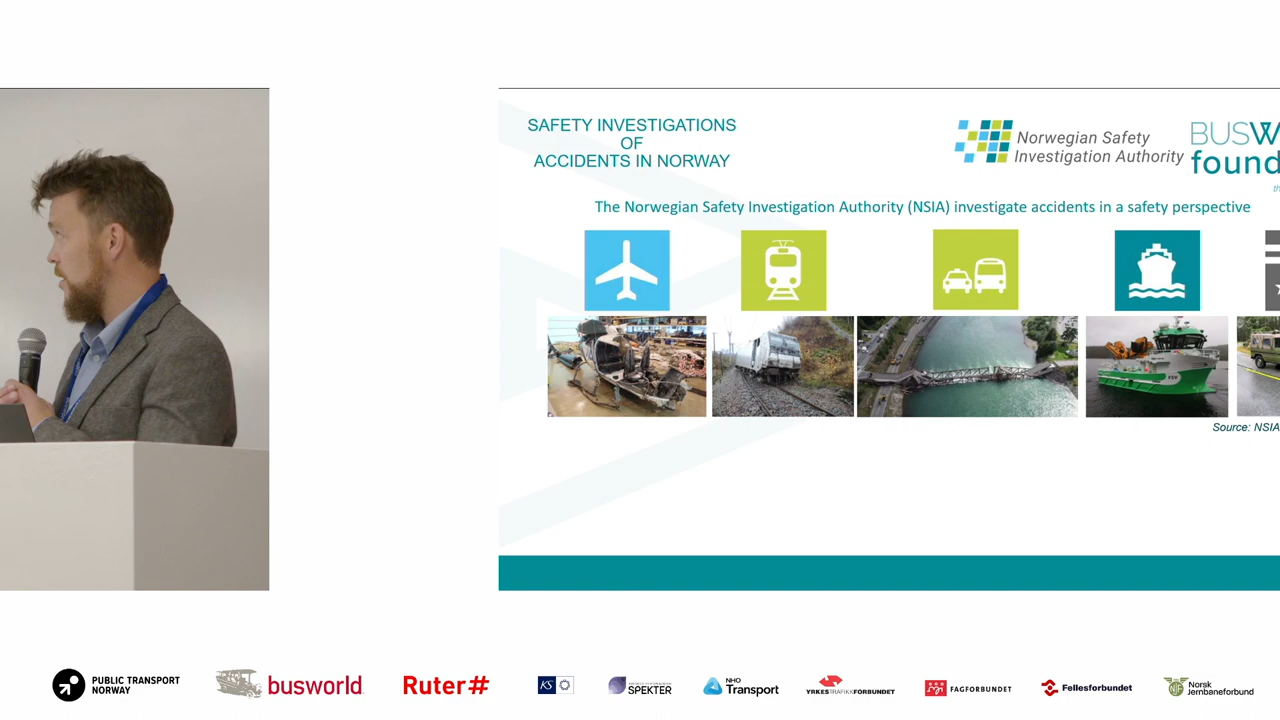 SAFETY INVESTIGATIONS
OF
ACCIDENTS IN NORWAY
Norwegian Safety
Investigation Authority
BUSW
found
th
The Norwegian Safety Investigation Authority (NSIA) investigate accidents in a safety perspective
Source: NSIA
PUBLIC TRANSPORT
NORWAY
busworld
Ruter#
KS
SPEKTER
NHO
Transport
YRKESTRAFIKKFORBUNDET
FAGFORBUNDET
Fellesforbundet
Norsk
Jernbaneforbund